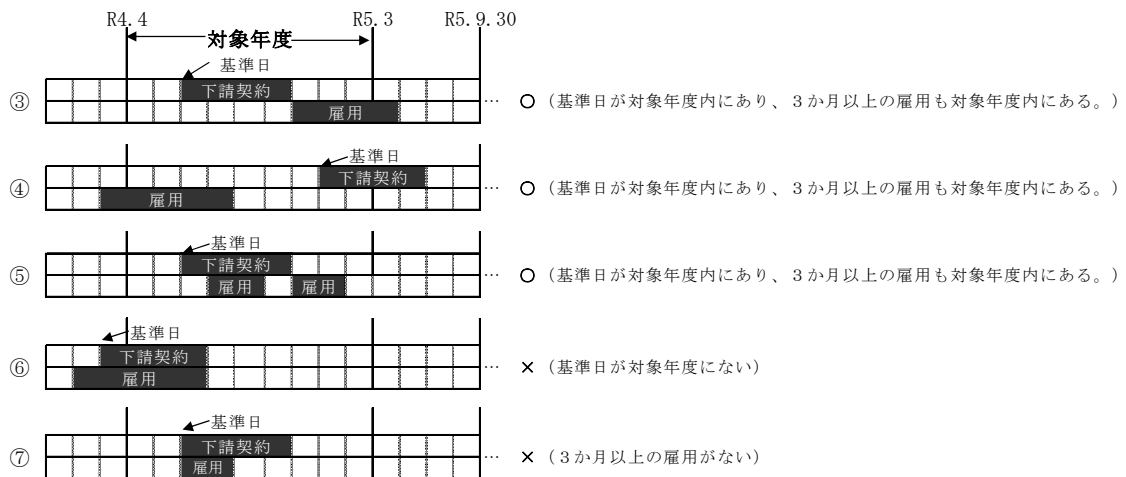 R4.4 R5.3 R5.9.30
対象年度
基準日
下請契約
③ 雇用 … ○ (基準日が対象年度内にあり、3か月以上の雇用も対象年度内にある。)
基準日
下請契約
④ 雇用 … ○ (基準日が対象年度内にあり、3か月以上の雇用も対象年度内にある。)
基準日
下請契約
⑤ 雇用 雇用 … ○ (基準日が対象年度内にあり、3か月以上の雇用も対象年度内にある。)
基準日
下請契約
⑥ 雇用 … × (基準日が対象年度にない)
基準日
下請契約
⑦ 雇用 … × (3か月以上の雇用がない)